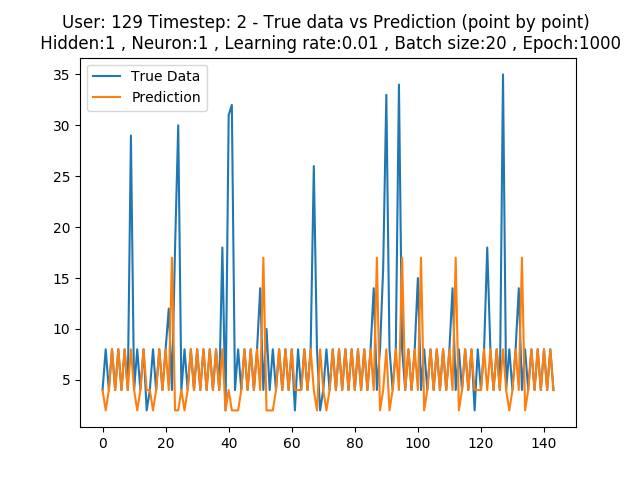 User: 129 Timestep: 2 - True data vs Prediction (point by point)
Hidden:1 , Neuron:1 , Learning rate:0.01 , Batch size:20 , Epoch:1000
True Data
Prediction
35
30
25
20
15
10
5
0 20 40 60 80 100 120 140